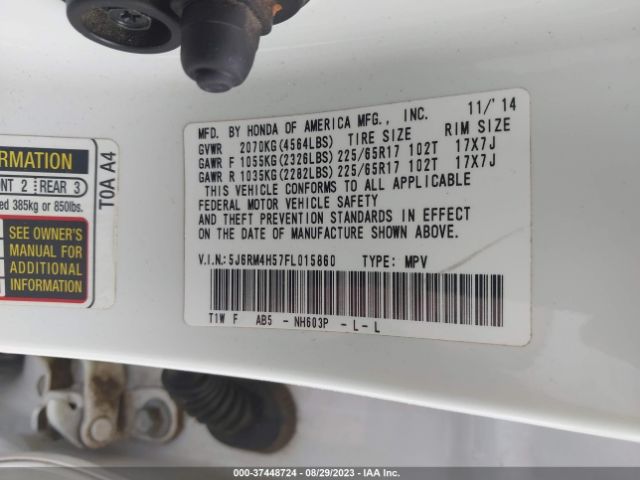 MFD. BY HONDA OF AMERICA MFG., INC. 11/'14
GVWR 2070KG(4564LBS) TIRE SIZE RIM SIZE
GAWR F 1055KG(2326LBS) 225/65R17 102T 17X7J
GAWR R 1035KG(2282LBS) 225/65R17 102T 17X7J
THIS VEHICLE CONFORMS TO ALL APPLICABLE
FEDERAL MOTOR VEHICLE SAFETY
AND THEFT PREVENTION STANDARDS IN EFFECT
ON THE DATE OF MANUFACTURE SHOWN ABOVE.
V.I.N.:5J6RM4H57FL015860 TYPE: MPV
T1W F AB5 - NH603P - L - L
RMATION
NT 2 REAR 3
ed 385kg or 850lbs.
SEE OWNER'S
MANUAL FOR
ADDITIONAL
INFORMATION
T0A A4
000-37448724 - 08/29/2023 - IAA Inc.